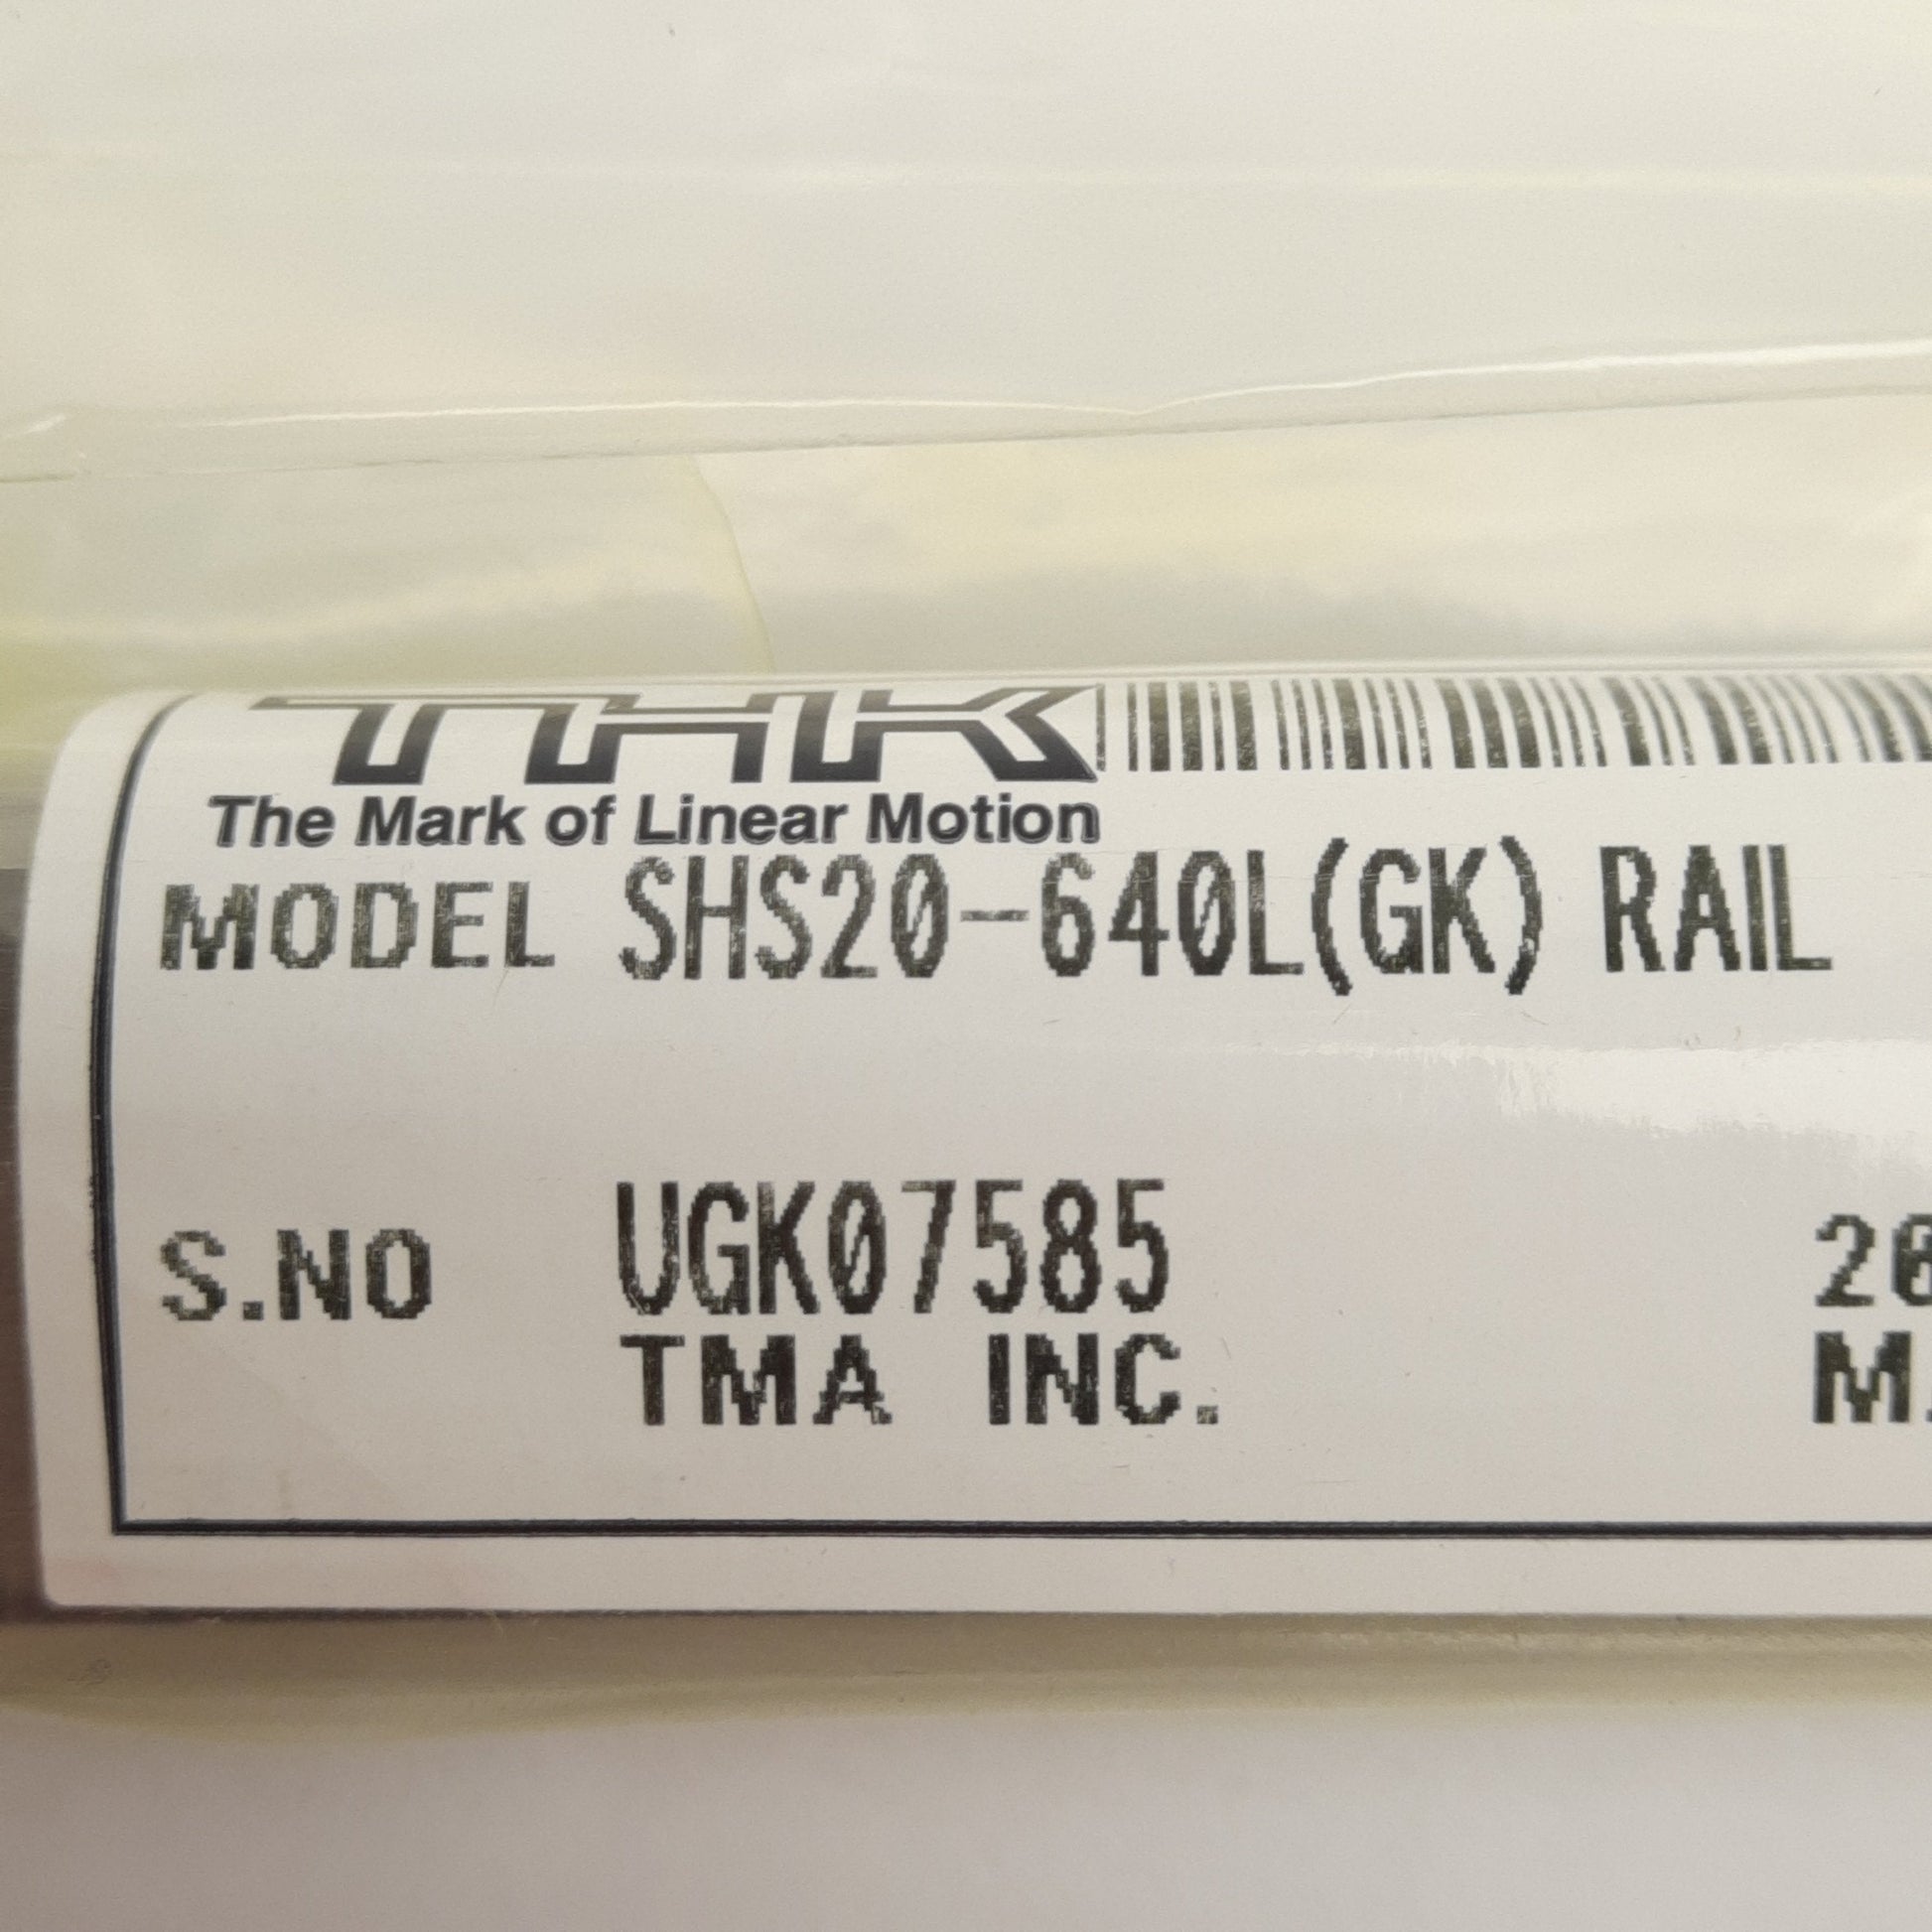 THK
The Mark of Linear Motion
MODEL SHS20-640L(GK) RAIL
S.NO UGK07585
TMA INC.